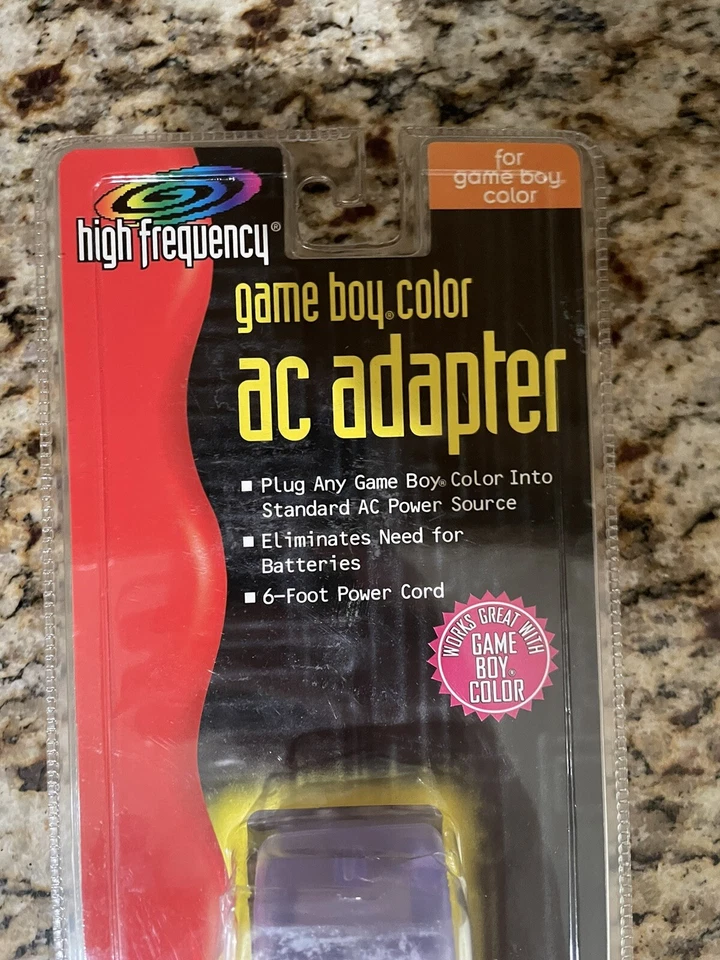 high frequency®
for
game boy
color
game boy® color
ac adapter
■ Plug Any Game Boy® Color Into
Standard AC Power Source
■ Eliminates Need for
Batteries
■ 6-Foot Power Cord
WORKS GREAT WITH
GAME
BOY®
COLOR